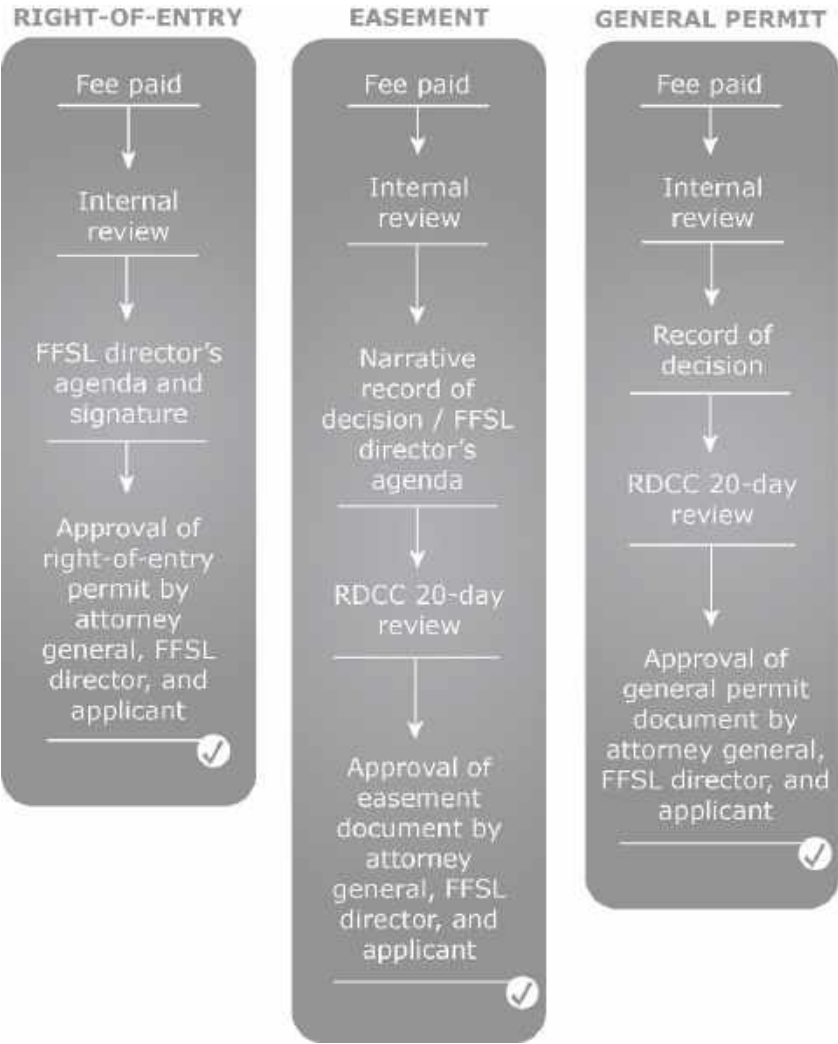 RIGHT-OF-ENTRY
Fee paid
Internal
review
FFSL director's
agenda and
signature
Approval of
right-of-entry
permit by
attorney
general, FFSL
director, and
applicant
EASEMENT
Fee paid
Internal
review
Narrative
record of
decision / FFSL
director's
agenda
RDCC 20-day
review
Approval of
easement
document by
attorney
general, FFSL
director, and
applicant
GENERAL PERMIT
Fee paid
Internal
review
Record of
decision
RDCC 20-day
review
Approval of
general permit
document by
attorney general,
FFSL director, and
applicant